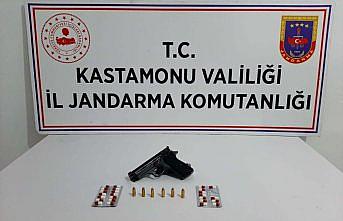 T.C.
KASTAMONU VALİLİĞİ
İL JANDARMA KOMUTANLIĞI